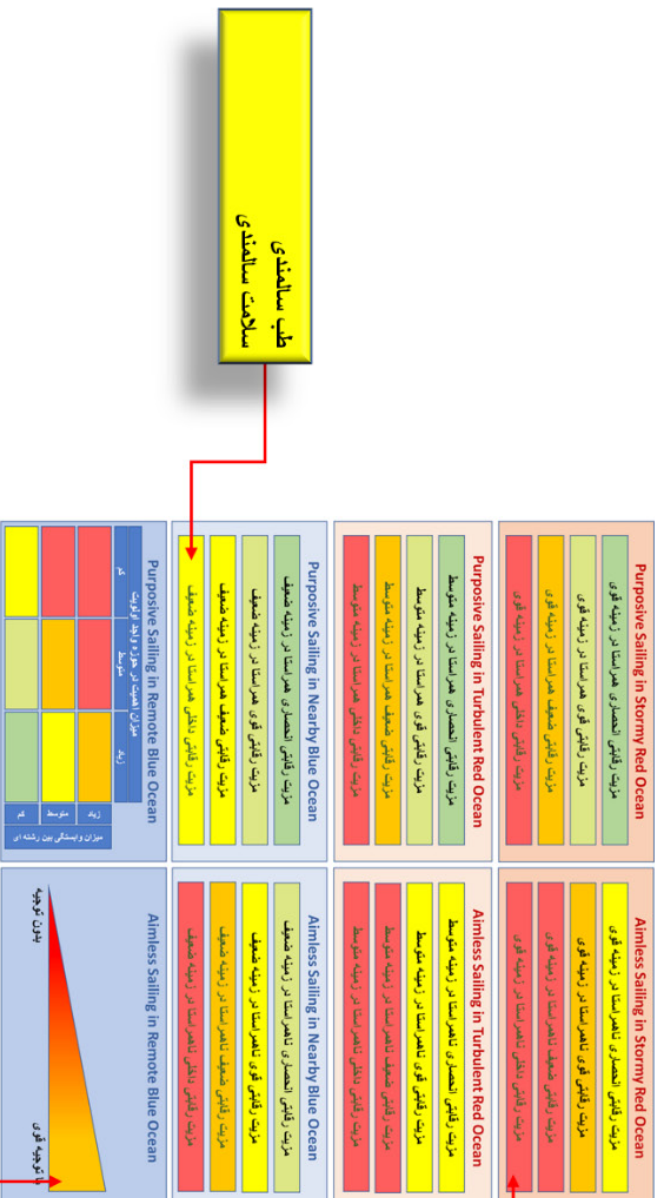 طب سالمندی
سلامت سالمندی
Purposive Sailing in Stormy Red Ocean
مزیت رقابتی انحصاری همراستا در زمینه قوی
مزیت رقابتی قوی همراستا در زمینه قوی
مزیت رقابتی ضعیف همراستا در زمینه قوی
مزیت رقابتی داخلی همراستا در زمینه قوی
Aimless Sailing in Stormy Red Ocean
مزیت رقابتی انحصاری ناهمراستا در زمینه قوی
مزیت رقابتی قوی ناهمراستا در زمینه قوی
مزیت رقابتی ضعیف ناهمراستا در زمینه قوی
مزیت رقابتی داخلی ناهمراستا در زمینه قوی
Purposive Sailing in Turbulent Red Ocean
مزیت رقابتی انحصاری همراستا در زمینه متوسط
مزیت رقابتی قوی همراستا در زمینه متوسط
مزیت رقابتی ضعیف همراستا در زمینه متوسط
مزیت رقابتی داخلی همراستا در زمینه متوسط
Aimless Sailing in Turbulent Red Ocean
مزیت رقابتی انحصاری ناهمراستا در زمینه متوسط
مزیت رقابتی قوی ناهمراستا در زمینه متوسط
مزیت رقابتی ضعیف ناهمراستا در زمینه متوسط
مزیت رقابتی داخلی ناهمراستا در زمینه متوسط
Purposive Sailing in Nearby Blue Ocean
مزیت رقابتی انحصاری همراستا در زمینه ضعیف
مزیت رقابتی قوی همراستا در زمینه ضعیف
مزیت رقابتی ضعیف همراستا در زمینه ضعیف
مزیت رقابتی داخلی همراستا در زمینه ضعیف
Aimless Sailing in Nearby Blue Ocean
مزیت رقابتی انحصاری ناهمراستا در زمینه ضعیف
مزیت رقابتی قوی ناهمراستا در زمینه ضعیف
مزیت رقابتی ضعیف ناهمراستا در زمینه ضعیف
مزیت رقابتی داخلی ناهمراستا در زمینه ضعیف
Purposive Sailing in Remote Blue Ocean
میزان اهمیت در حوزه واجد اولویت
کم
متوسط
زیاد
زیاد
متوسط
کم
میزان وابستگی بین رشته ای
Aimless Sailing in Remote Blue Ocean
بدون توجیه
با توجیه قوی